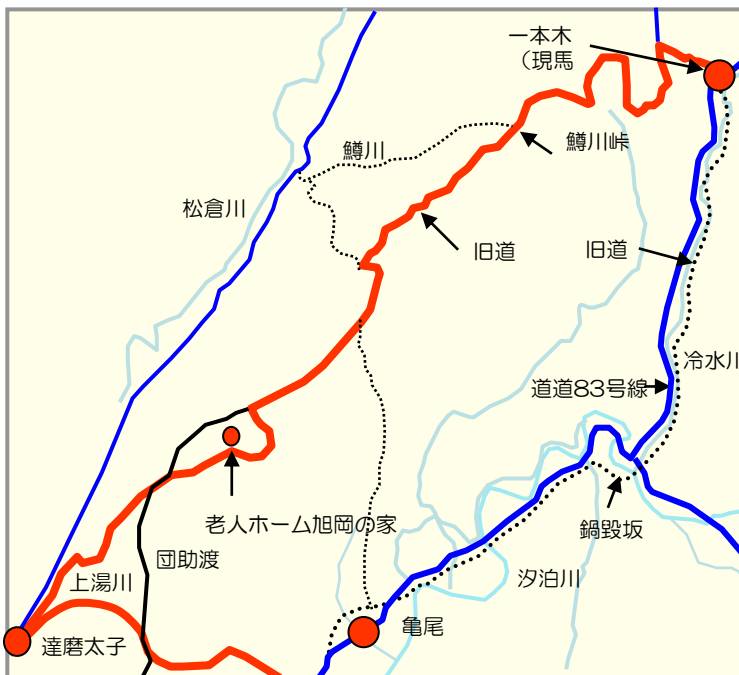 一本木
（現馬
鱒川
鱒川峠
松倉川
旧道
旧道
冷水川
道道83号線
老人ホーム旭岡の家
鍋毀坂
団助渡
上湯川
汐泊川
亀尾
達磨太子